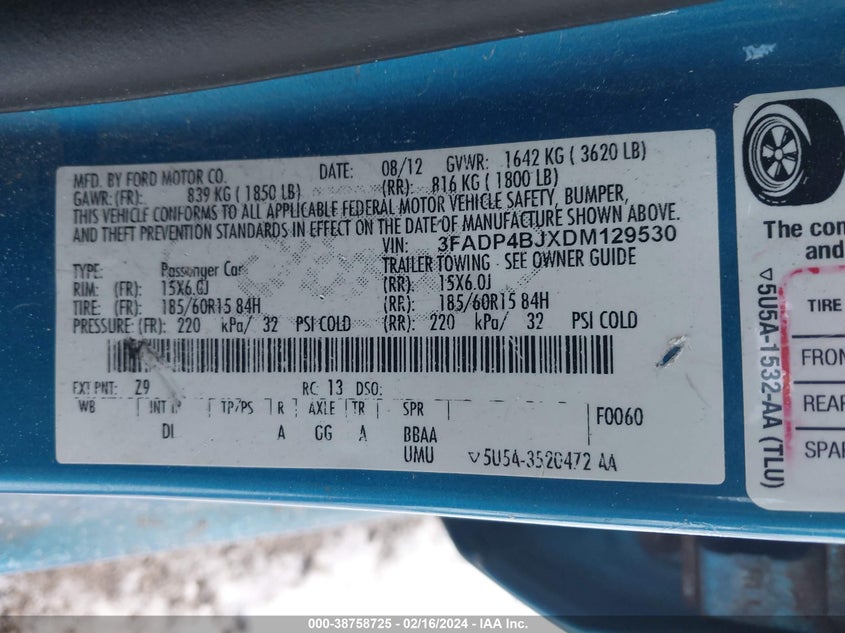 MFD. BY FORD MOTOR CO. DATE: 08/12 GVWR: 1642 KG ( 3620 LB)
GAWR: (FR): 839 KG ( 1850 LB) (RR): 816 KG ( 1800 LB)
THIS VEHICLE CONFORMS TO ALL APPLICABLE FEDERAL MOTOR VEHICLE SAFETY, BUMPER,
AND THEFT PREVENTION STANDARDS IN EFFECT ON THE DATE OF MANUFACTURE SHOWN ABOVE.
VIN: 3FADP4BJXDM129530
TYPE: Passenger Car TRAILER TOWING - SEE OWNER GUIDE
RIM: (FR): 15X6.0J (RR): 15X6.0J
TIRE: (FR): 185/60R15 84H (RR): 185/60R15 84H
PRESSURE: (FR): 220 kPa/ 32 PSI COLD (RR): 220 kPa/ 32 PSI COLD
EXT PNT: Z9 RC: 13 DSO:
WB INT TP/PS R AXLE TR SPR F0060
A GG A BBAA
UMU ▽5U5A-3520472 AA
The con
and
▽5U5A-1532-AA (TLU)
TIRE
FRON
REAR
SPAR
000-38758725 - 02/16/2024 - IAA Inc.